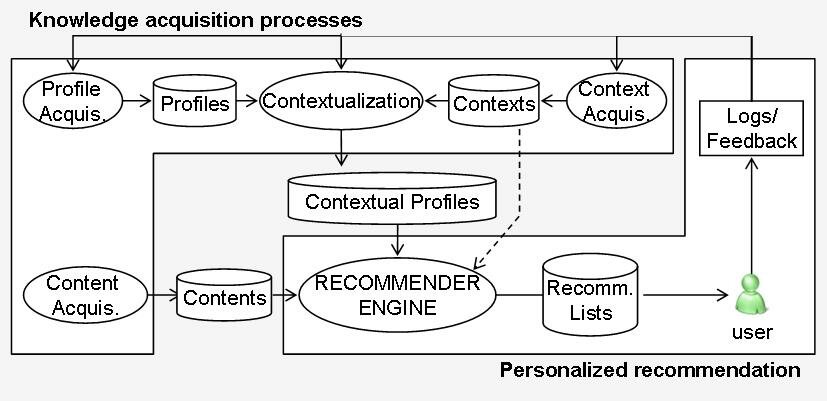 Knowledge acquisition processes
Profile
Acquis.
Profiles
Contextualization
Contexts
Context
Acquis.
Logs/
Feedback
Contextual Profiles
Content
Acquis.
Contents
RECOMMENDER
ENGINE
Recomm.
Lists
user
Personalized recommendation